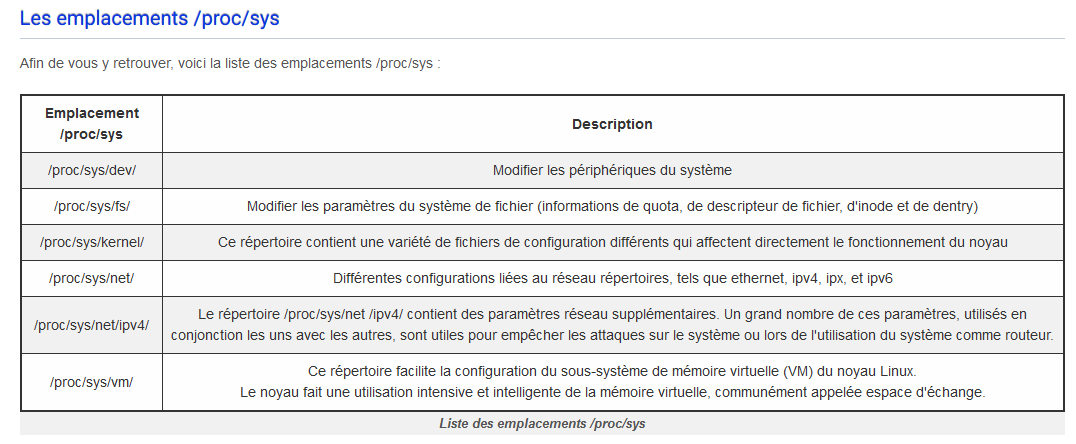 Les emplacements /proc/sys
Afin de vous y retrouver, voici la liste des emplacements /proc/sys :
Emplacement
/proc/sys
Description
/proc/sys/dev/
Modifier les périphériques du système
/proc/sys/fs/
Modifier les paramètres du système de fichier (informations de quota, de descripteur de fichier, d'inode et de dentry)
/proc/sys/kernel/
Ce répertoire contient une variété de fichiers de configuration différents qui affectent directement le fonctionnement du noyau
/proc/sys/net/
Différentes configurations liées au réseau répertoires, tels que ethernet, ipv4, ipx, et ipv6
/proc/sys/net/ipv4/
Le répertoire /proc/sys/net /ipv4/ contient des paramètres réseau supplémentaires. Un grand nombre de ces paramètres, utilisés en
conjonction les uns avec les autres, sont utiles pour empêcher les attaques sur le système ou lors de l'utilisation du système comme routeur.
/proc/sys/vm/
Ce répertoire facilite la configuration du sous-système de mémoire virtuelle (VM) du noyau Linux.
Le noyau fait une utilisation intensive et intelligente de la mémoire virtuelle, communément appelée espace d'échange.
Liste des emplacements /proc/sys